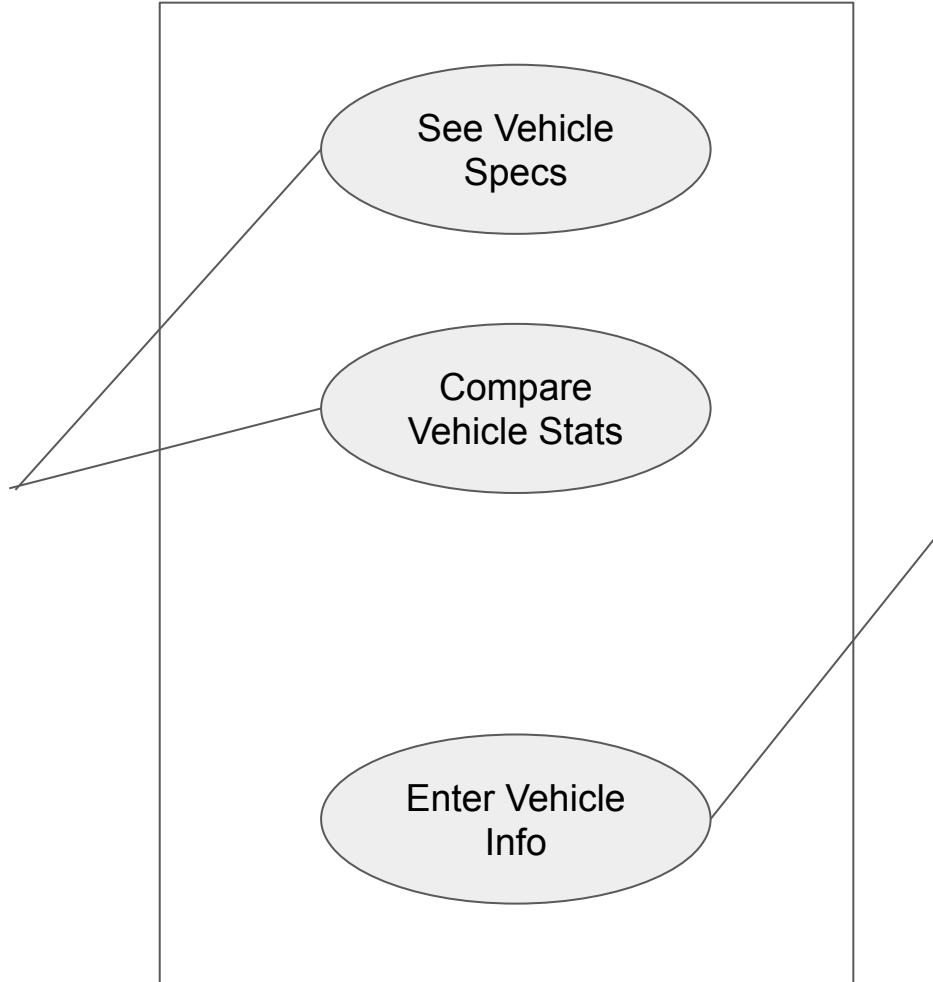 See Vehicle
Specs
Compare
Vehicle Stats
Enter Vehicle
Info